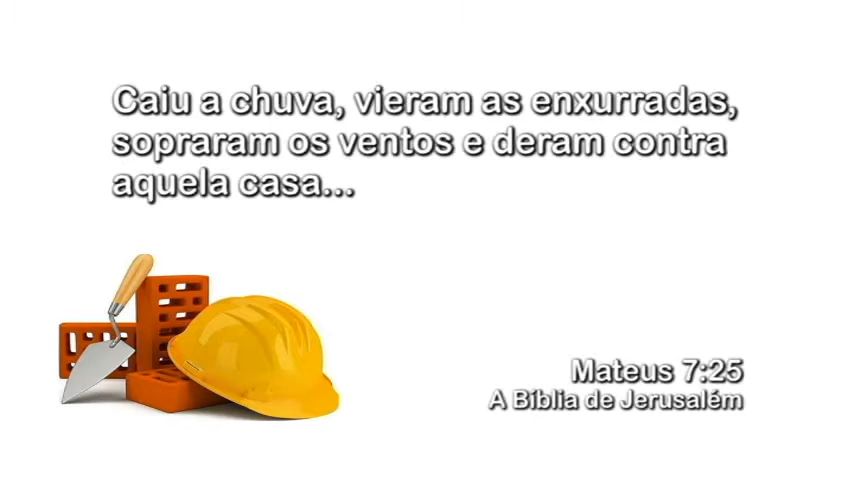 Caiu a chuva, vieram as enxurradas,
sopraram os ventos e deram contra
aquela casa...
Mateus 7:25
A Bíblia de Jerusalém